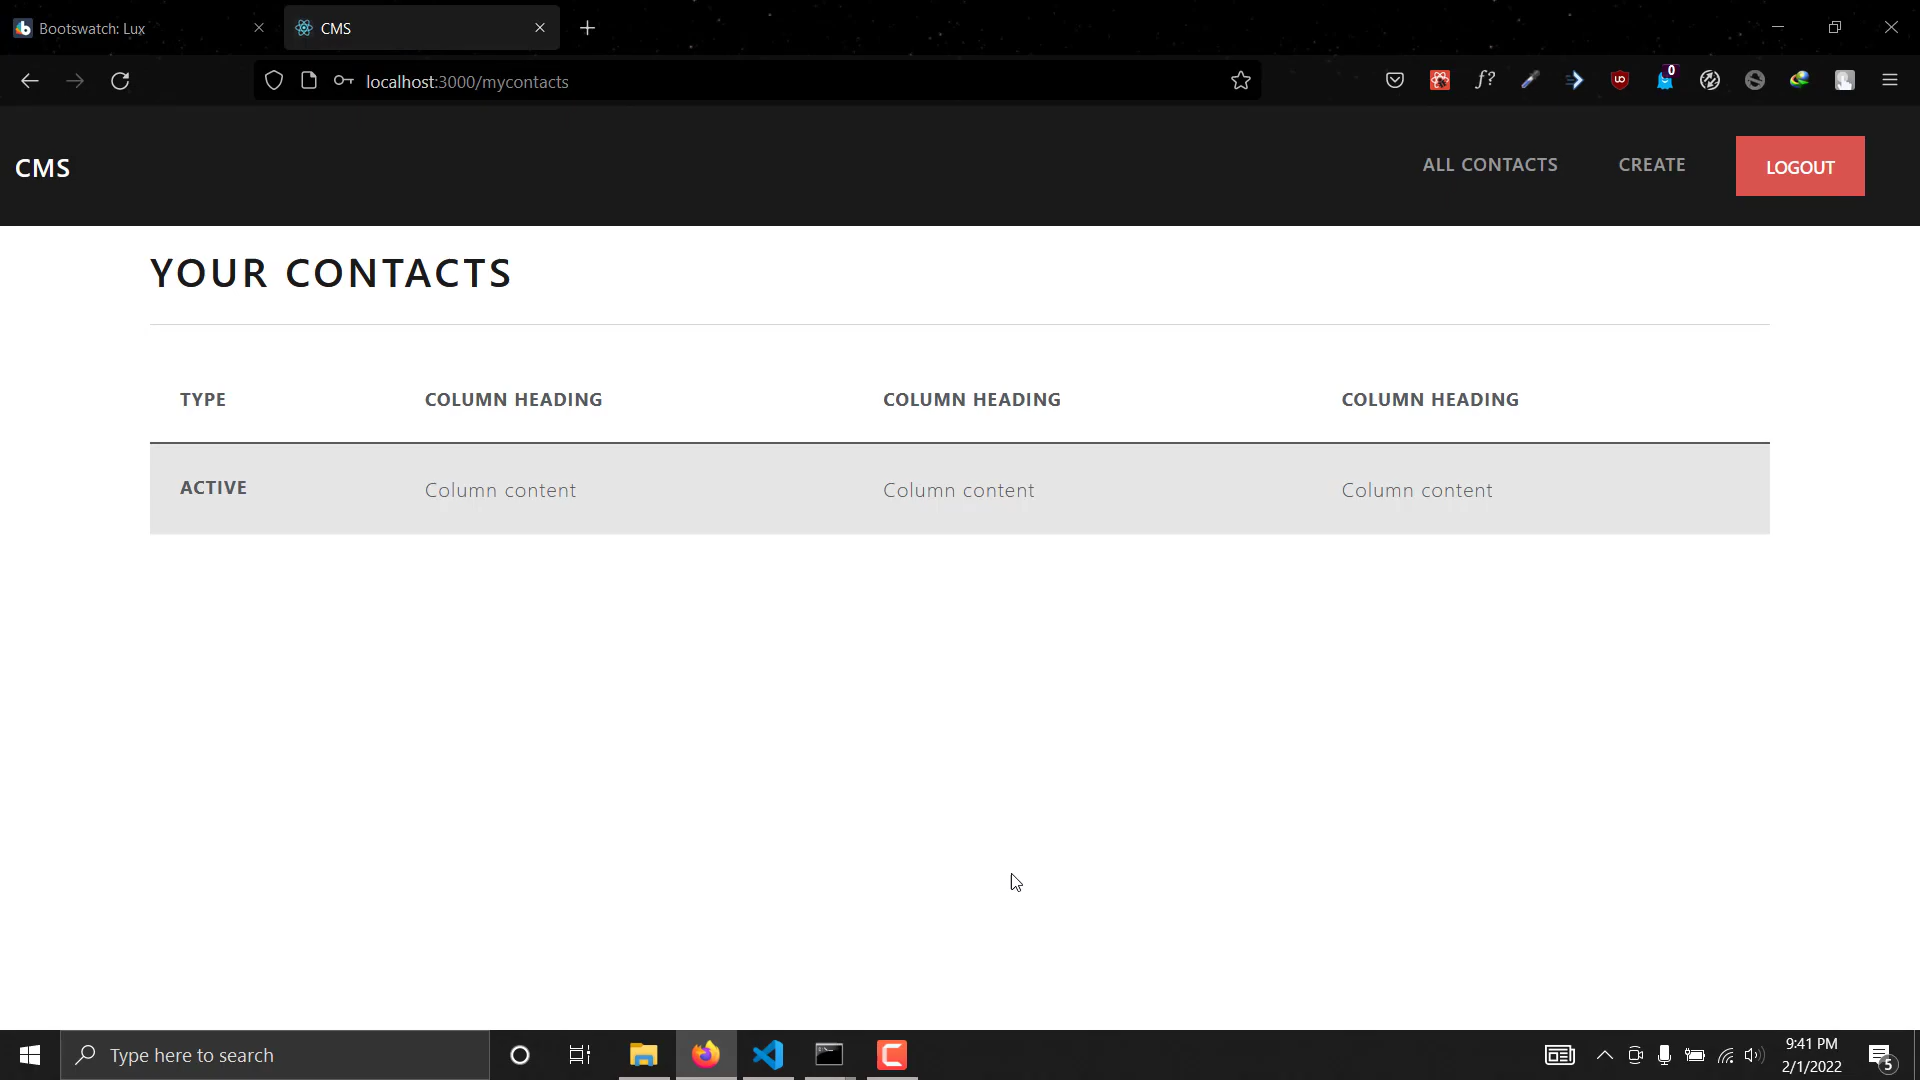 Bootswatch: Lux
CMS
localhost:3000/mycontacts
f?
0
CMS
ALL CONTACTS
CREATE
LOGOUT
YOUR CONTACTS
TYPE COLUMN HEADING COLUMN HEADING COLUMN HEADING
ACTIVE Column content Column content Column content
Type here to search
9:41 PM
2/1/2022
5